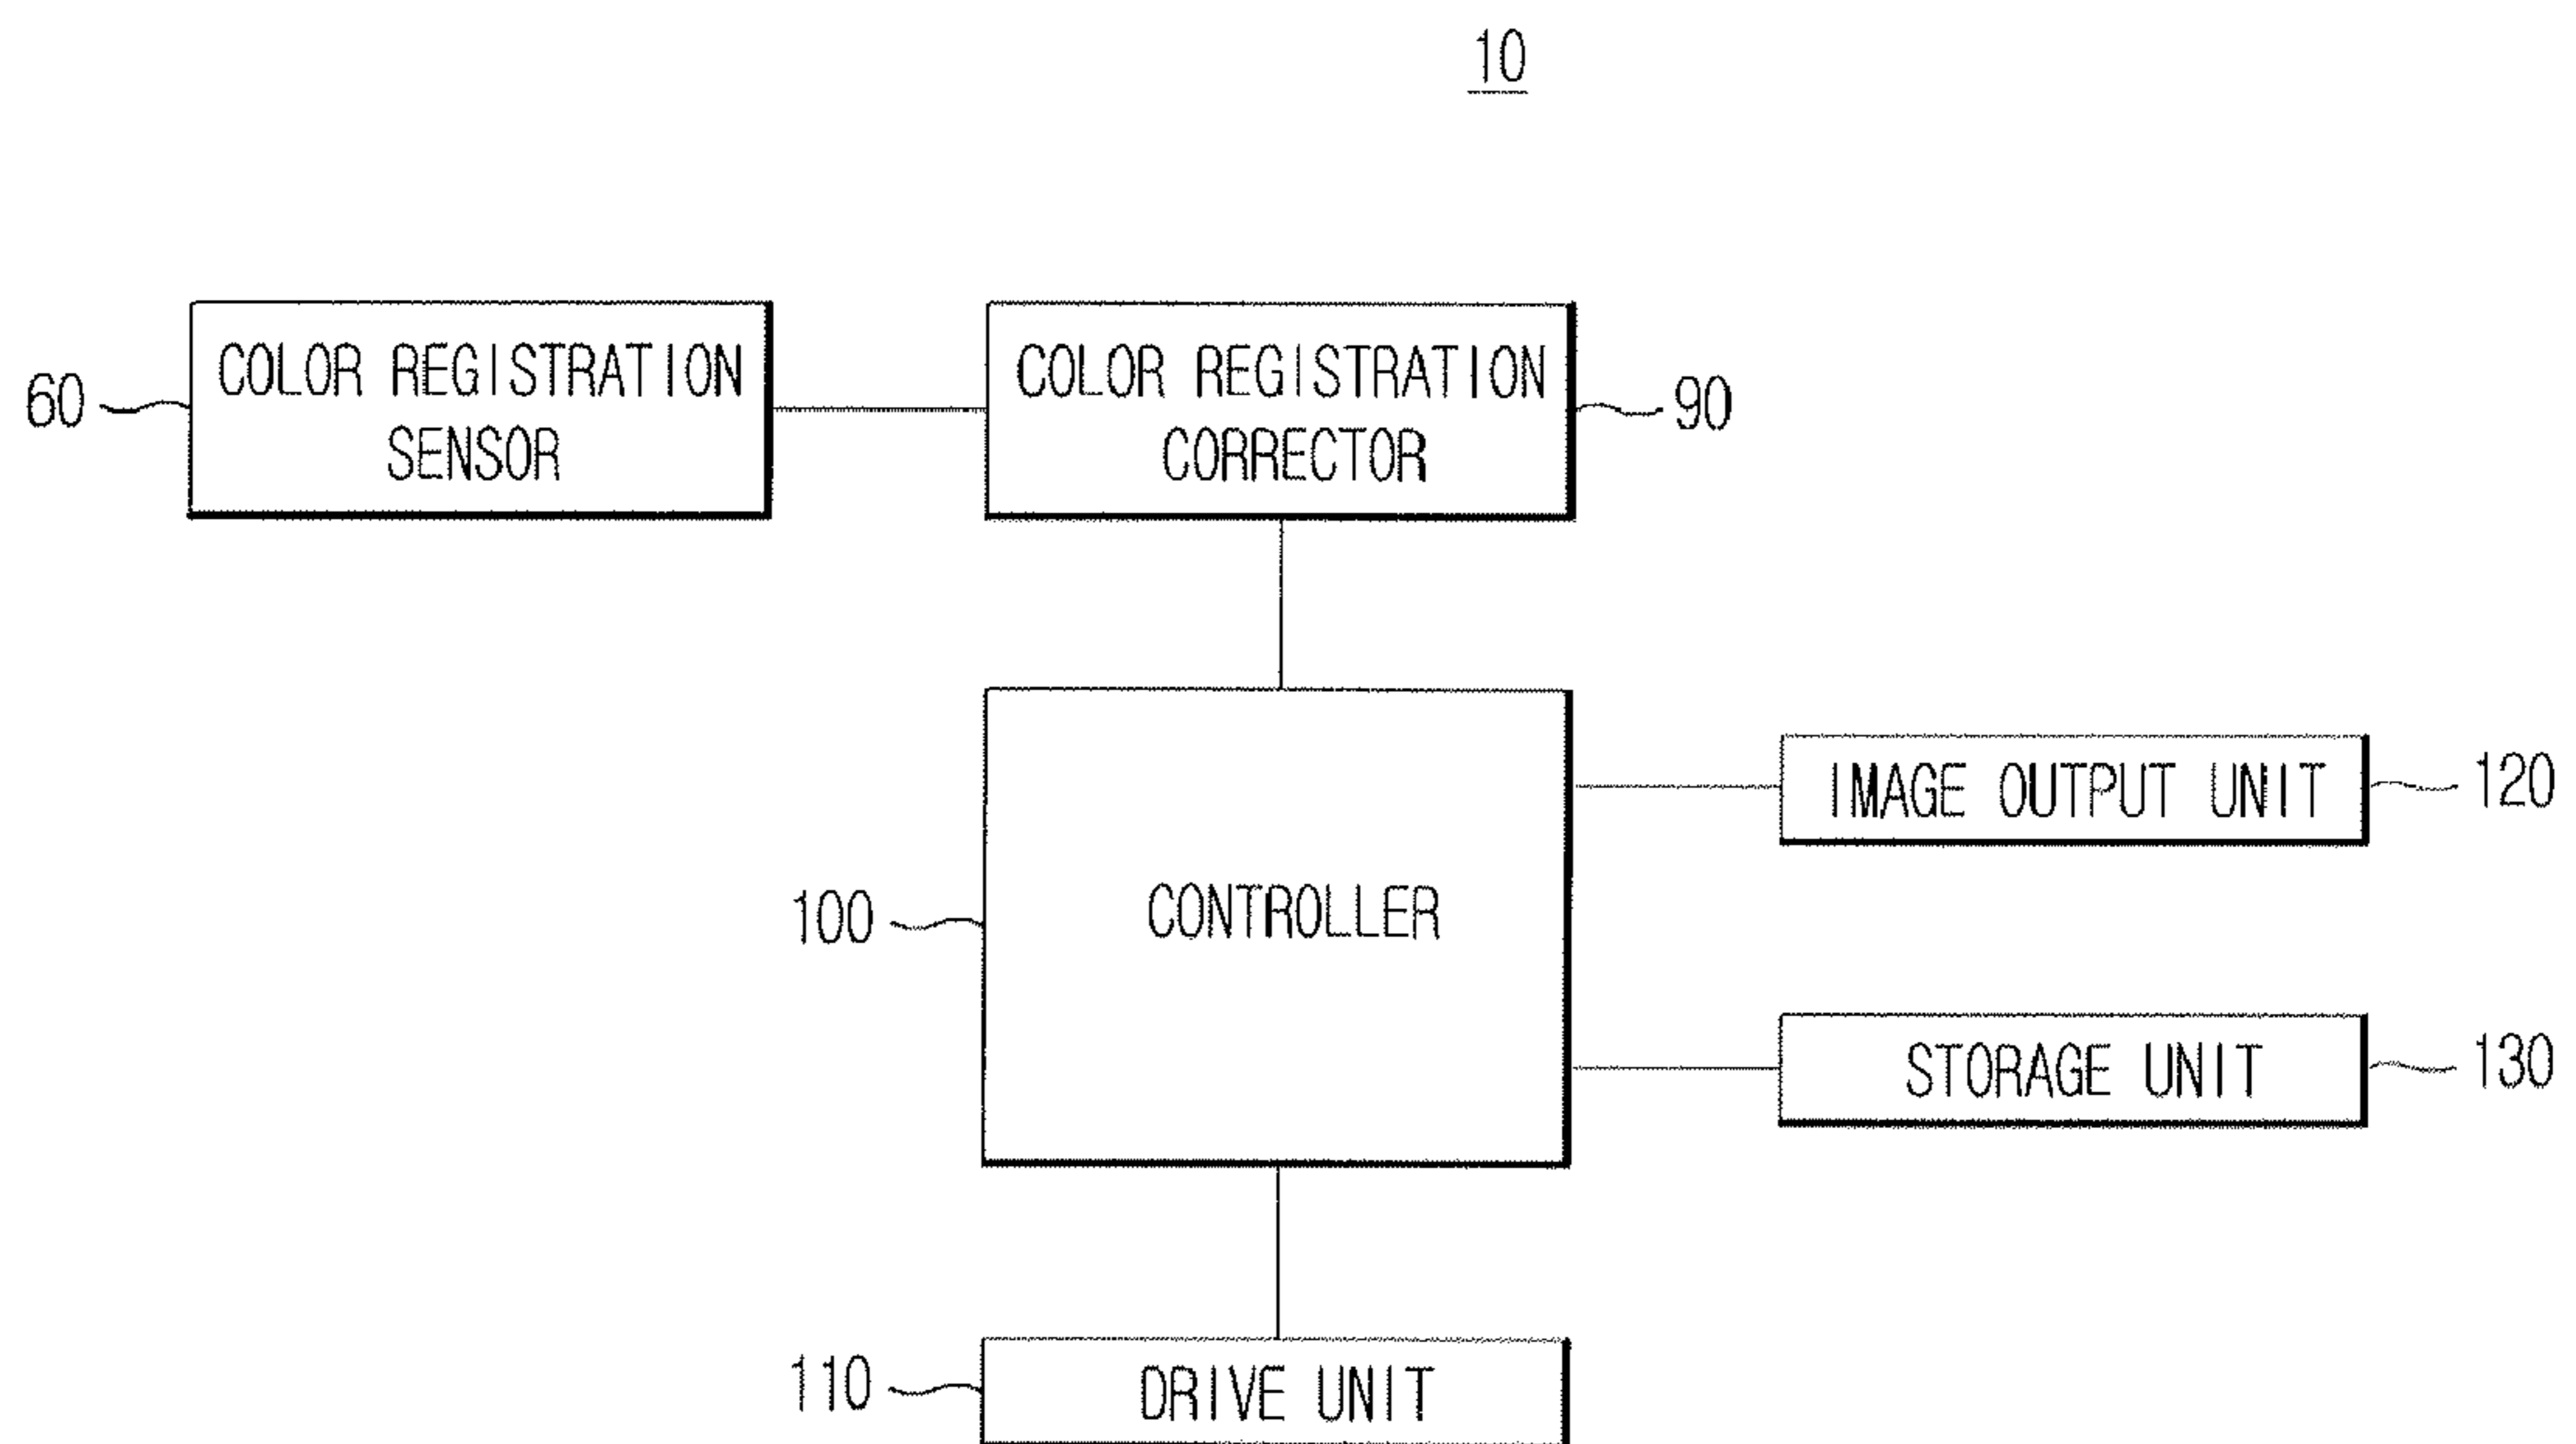 10
60
COLOR REGISTRATION
SENSOR
COLOR REGISTRATION
CORRECTOR
90
100
CONTROLLER
IMAGE OUTPUT UNIT
120
STORAGE UNIT
130
110
DRIVE UNIT